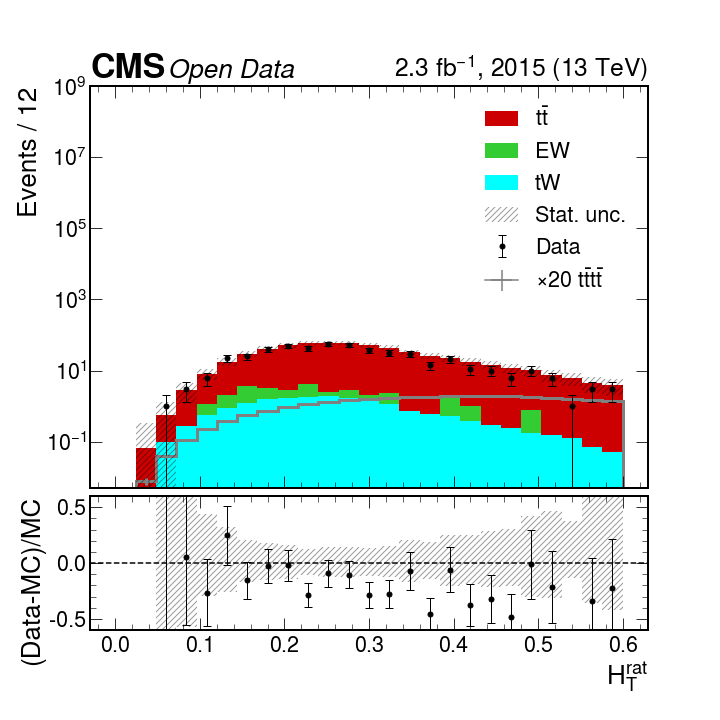 CMS Open Data 2.3 fb⁻¹, 2015 (13 TeV)
Events / 12
10⁹
10⁷
10⁵
10³
10¹
10⁻¹
tt̄
EW
tW
Stat. unc.
Data
×20 tt̄tt̄
(Data-MC)/MC
0.5
0.0
-0.5
0.0 0.1 0.2 0.3 0.4 0.5 0.6
H_T^rat